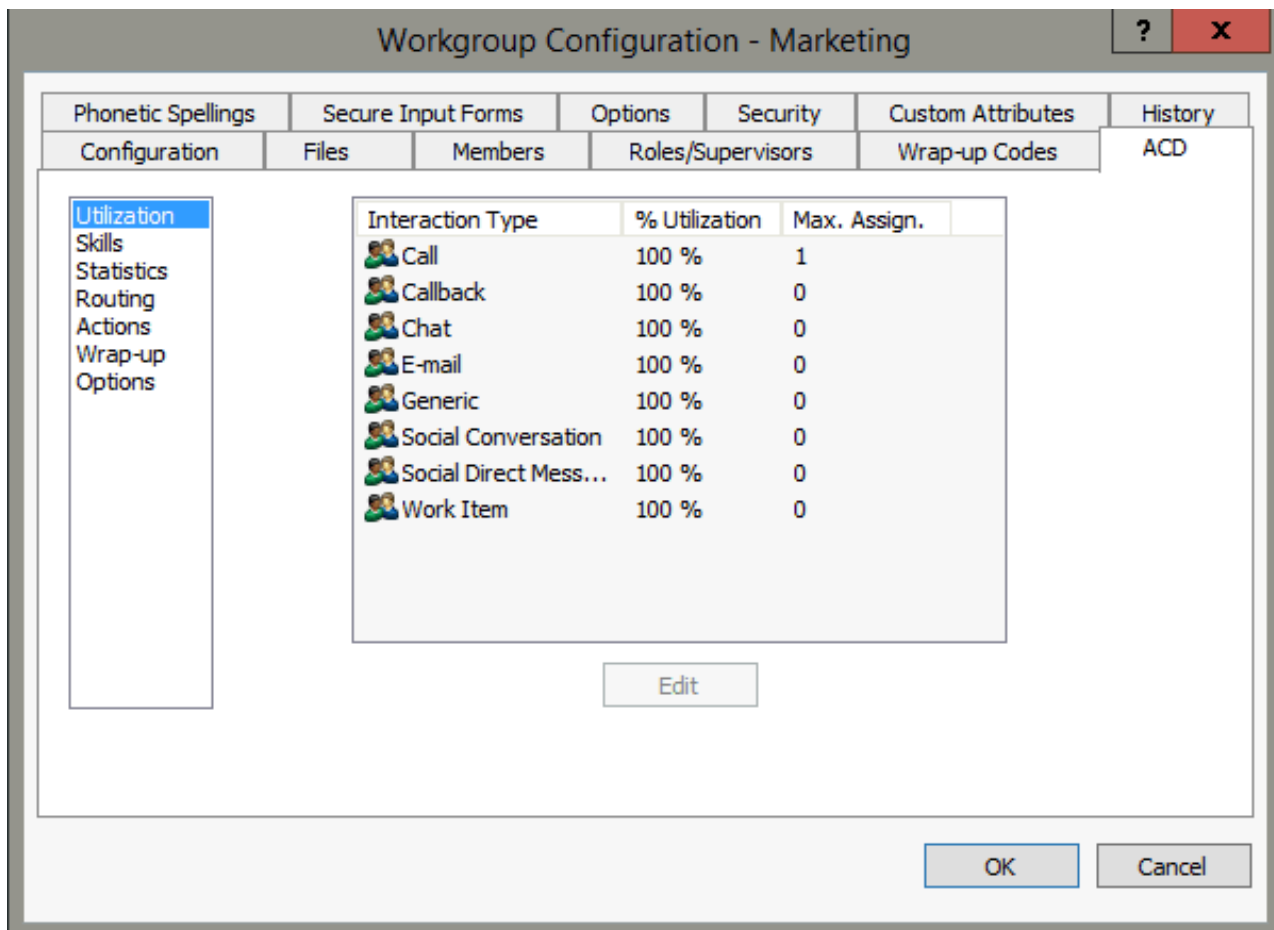 Workgroup Configuration - Marketing
? x
Phonetic Spellings Secure Input Forms Options Security Custom Attributes History
Configuration Files Members Roles/Supervisors Wrap-up Codes ACD
Utilization
Skills
Statistics
Routing
Actions
Wrap-up
Options
Interaction Type % Utilization Max. Assign.
Call 100 % 1
Callback 100 % 0
Chat 100 % 0
E-mail 100 % 0
Generic 100 % 0
Social Conversation 100 % 0
Social Direct Mess... 100 % 0
Work Item 100 % 0
Edit
OK Cancel